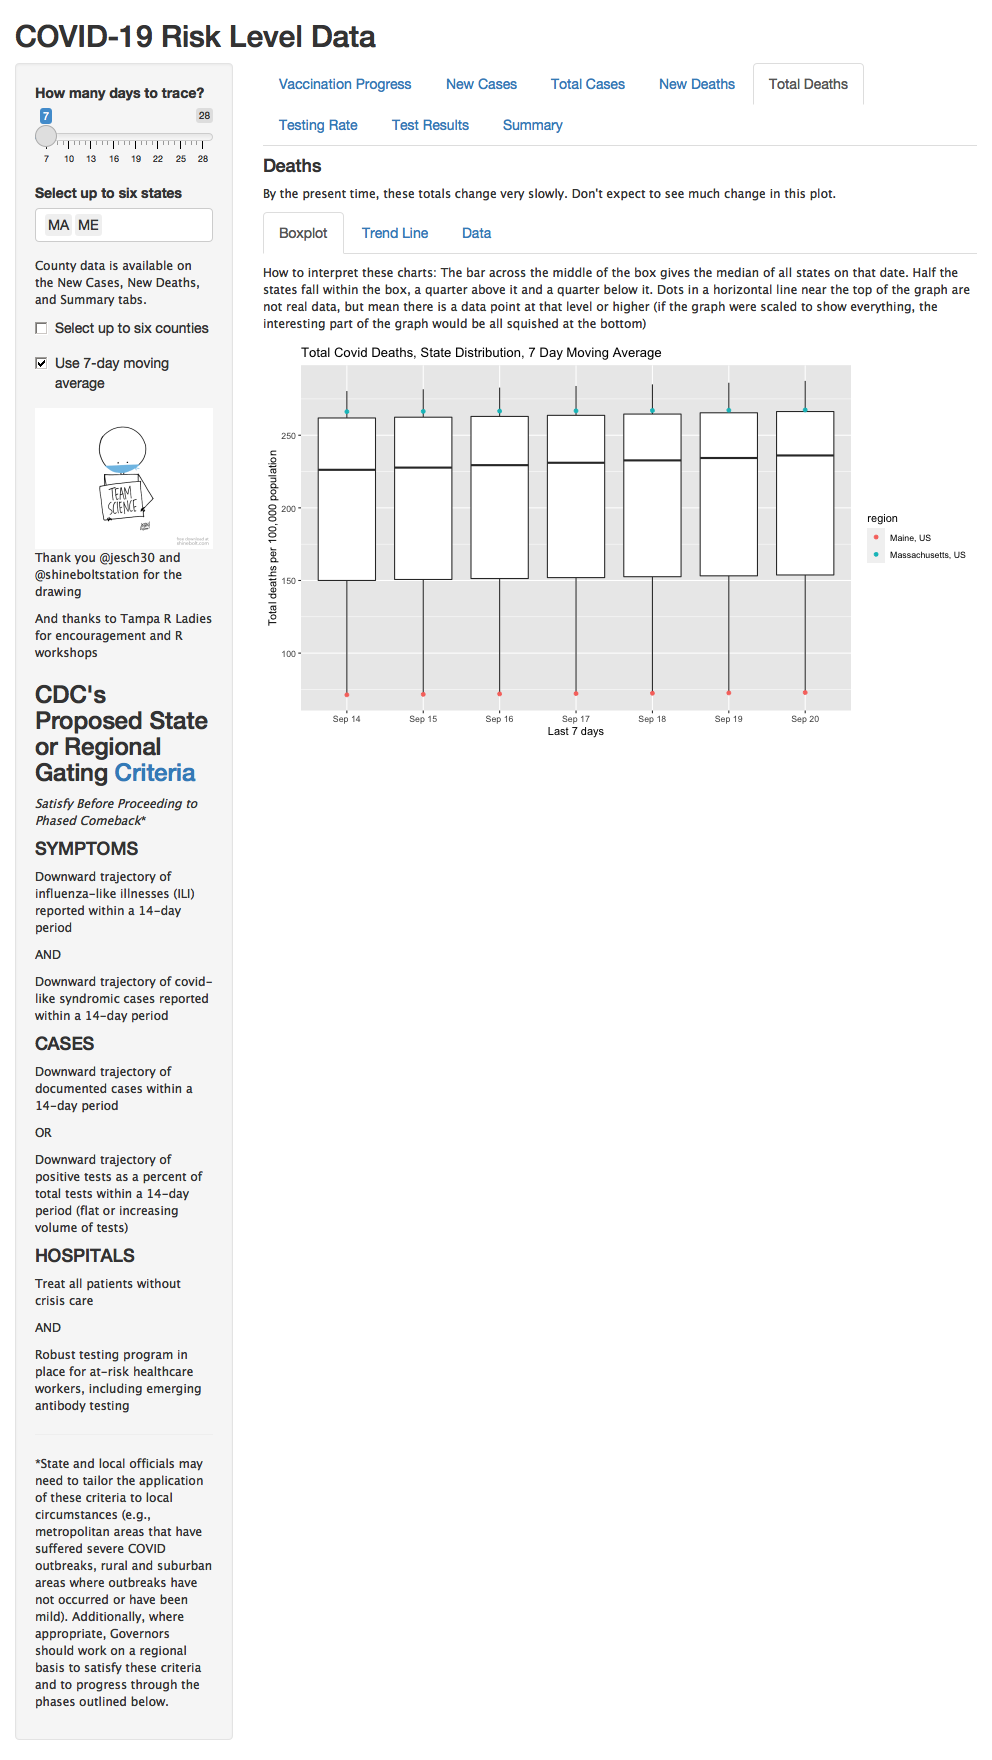 COVID-19 Risk Level Data
How many days to trace?
7 28
7 10 13 16 19 22 25 28
Select up to six states
MA ME
County data is available on
the New Cases, New Deaths,
and Summary tabs.
Select up to six counties
Use 7-day moving
average
TEAM
SCIENCE
Thank you @jesch30 and
@shineboltstation for the
drawing
And thanks to Tampa R Ladies
for encouragement and R
workshops
CDC's
Proposed State
or Regional
Gating Criteria
Satisfy Before Proceeding to
Phased Comeback*
SYMPTOMS
Downward trajectory of
influenza-like illnesses (ILI)
reported within a 14-day
period
AND
Downward trajectory of covid-
like syndromic cases reported
within a 14-day period
CASES
Downward trajectory of
documented cases within a
14-day period
OR
Downward trajectory of
positive tests as a percent of
total tests within a 14-day
period (flat or increasing
volume of tests)
HOSPITALS
Treat all patients without
crisis care
AND
Robust testing program in
place for at-risk healthcare
workers, including emerging
antibody testing
*State and local officials may
need to tailor the application
of these criteria to local
circumstances (e.g.,
metropolitan areas that have
suffered severe COVID
outbreaks, rural and suburban
areas where outbreaks have
not occurred or have been
mild). Additionally, where
appropriate, Governors
should work on a regional
basis to satisfy these criteria
and to progress through the
phases outlined below.
Vaccination Progress New Cases Total Cases New Deaths Total Deaths
Testing Rate Test Results Summary
Deaths
By the present time, these totals change very slowly. Don't expect to see much change in this plot.
Boxplot Trend Line Data
How to interpret these charts: The bar across the middle of the box gives the median of all states on that date. Half the
states fall within the box, a quarter above it and a quarter below it. Dots in a horizontal line near the top of the graph are
not real data, but mean there is a data point at that level or higher (if the graph were scaled to show everything, the
interesting part of the graph would be all squished at the bottom)
Total Covid Deaths, State Distribution, 7 Day Moving Average
Total deaths per 100,000 population
250
200
150
100
Sep 14 Sep 15 Sep 16 Sep 17 Sep 18 Sep 19 Sep 20
Last 7 days
region
Maine, US
Massachusetts, US